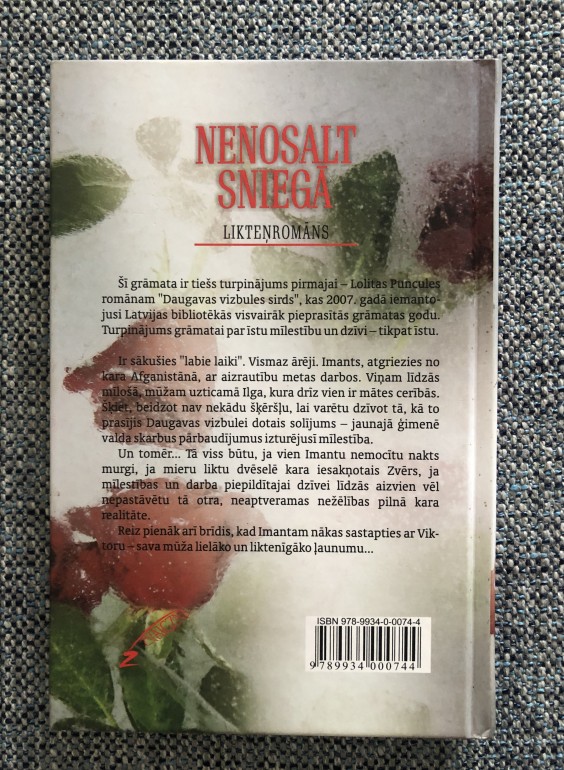 NENOSALT
SNIEGĀ
LIKTEŅROMĀNS
Šī grāmata ir tiešs turpinājums pirmajai – Lolitas Puncules
romānam "Daugavas vizbules sirds", kas 2007. gadā iemanto-
jusi Latvijas bibliotēkās visvairāk pieprasītās grāmatas godu.
Turpinājums grāmatai par īstu mīlestību un dzīvi – tikpat īstu.
Ir sākušies "labie laiki". Vismaz ārēji. Imants, atgriezies no
kara Afganistānā, ar aizrautību metas darbos. Viņam līdzās
mīlošā, mūžam uzticamā Ilga, kura drīz vien ir mātes cerībās.
Šķiet, beidzot nav nekādu šķēršļu, lai varētu dzīvot tā, kā to
prasījis Daugavas vizbulei dotais solījums – jaunajā ģimenē
valda skarbus pārbaudījumus izturējusī mīlestība.
Un tomēr... Tā viss būtu, ja vien Imantu nemocītu nakts
murgi, ja mieru liktu dvēselē kara iesakņotais Zvērs, ja
mīlestības un darba piepildītajai dzīvei līdzās aizvien vēl
nepastāvētu tā otra, neaptveramas nežēlības pilnā kara
realitāte.
Reiz pienāk arī brīdis, kad Imantam nākas sastapties ar Vik-
toru – sava mūža lielāko un liktenīgāko ļaunumu...
ISBN 978-9934-0-0074-4
9 789934 000744